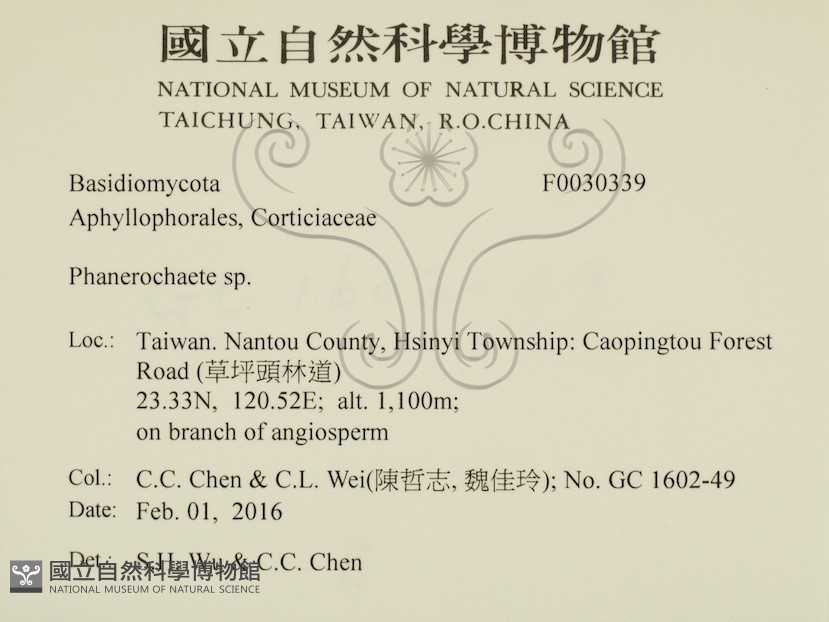 國立自然科學博物館
NATIONAL MUSEUM OF NATURAL SCIENCE
TAICHUNG, TAIWAN, R.O.CHINA
Basidiomycota F0030339
Aphyllophorales, Corticiaceae
Phanerochaete sp.
Loc.: Taiwan. Nantou County, Hsinyi Township: Caopingtou Forest
Road (草坪頭林道)
23.33N, 120.52E; alt. 1,100m;
on branch of angiosperm
Col.: C.C. Chen & C.L. Wei(陳哲志, 魏佳玲); No. GC 1602-49
Date: Feb. 01, 2016
Det.: S.H. Wu & C.C. Chen
國立自然科學博物館
NATIONAL MUSEUM OF NATURAL SCIENCE